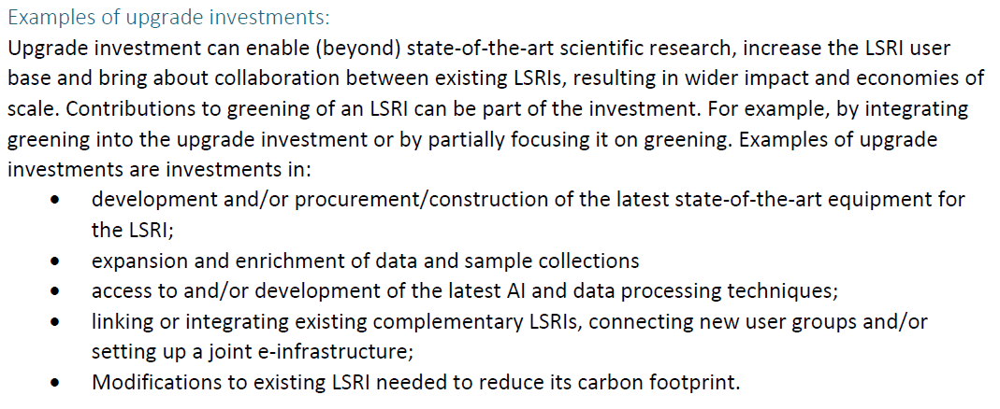 Examples of upgrade investments:
Upgrade investment can enable (beyond) state-of-the-art scientific research, increase the LSRI user
base and bring about collaboration between existing LSRIs, resulting in wider impact and economies of
scale. Contributions to greening of an LSRI can be part of the investment. For example, by integrating
greening into the upgrade investment or by partially focusing it on greening. Examples of upgrade
investments are investments in:
• development and/or procurement/construction of the latest state-of-the-art equipment for
the LSRI;
• expansion and enrichment of data and sample collections
• access to and/or development of the latest AI and data processing techniques;
• linking or integrating existing complementary LSRIs, connecting new user groups and/or
setting up a joint e-infrastructure;
• Modifications to existing LSRI needed to reduce its carbon footprint.